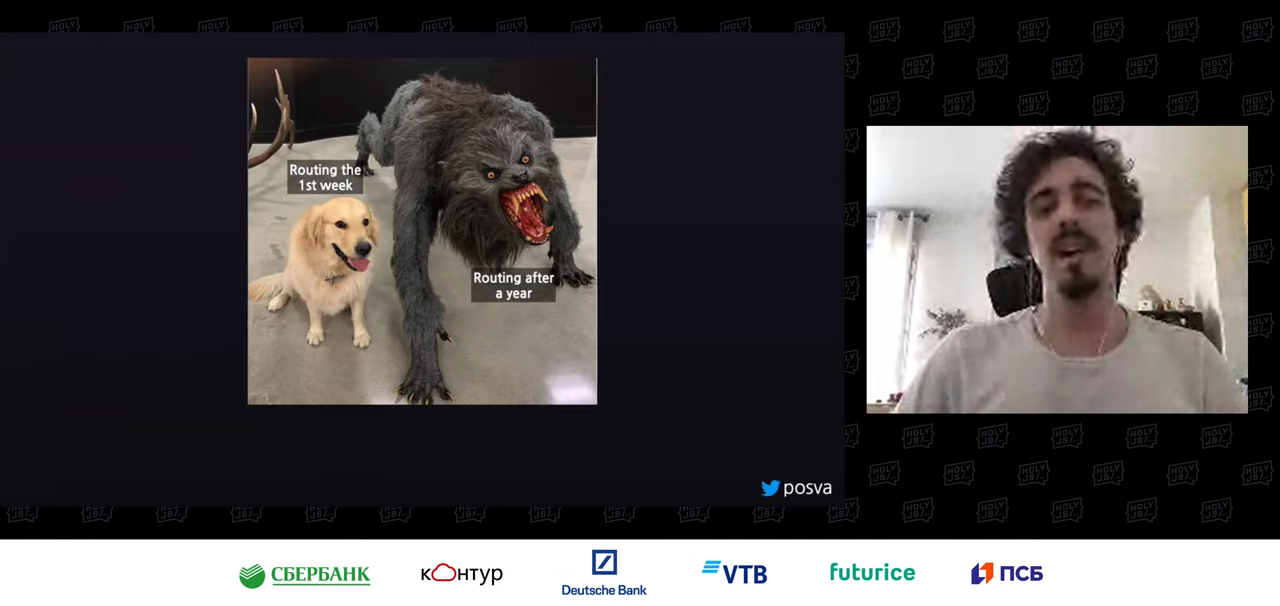 Routing the
1st week
Routing after
a year
posva
HOLY
JS/
СБЕРБАНК
кОнтур
Deutsche Bank
VTB
futurice
ПСБ